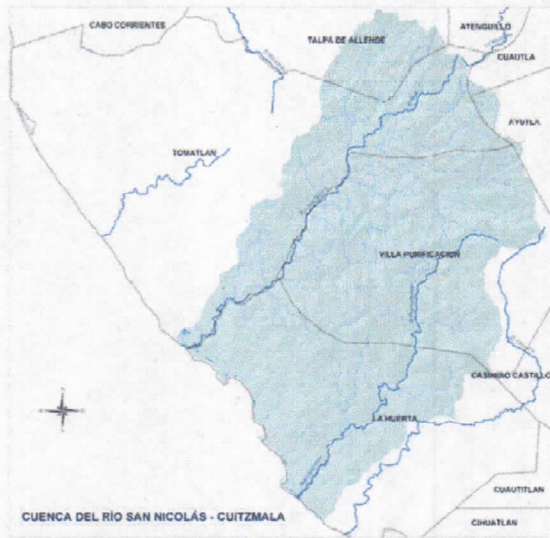 CABO CORRIENTES
ATENGUILLO
TALPA DE ALLENDE
CUAUTLA
AYUTLA
TOMATLAN
VILLA PURIFICACION
CASIMIRO CASTILLO
LA HUERTA
CUAUTITLAN
CUENCA DEL RÍO SAN NICOLÁS - CUITZMALA
CIHUATLAN